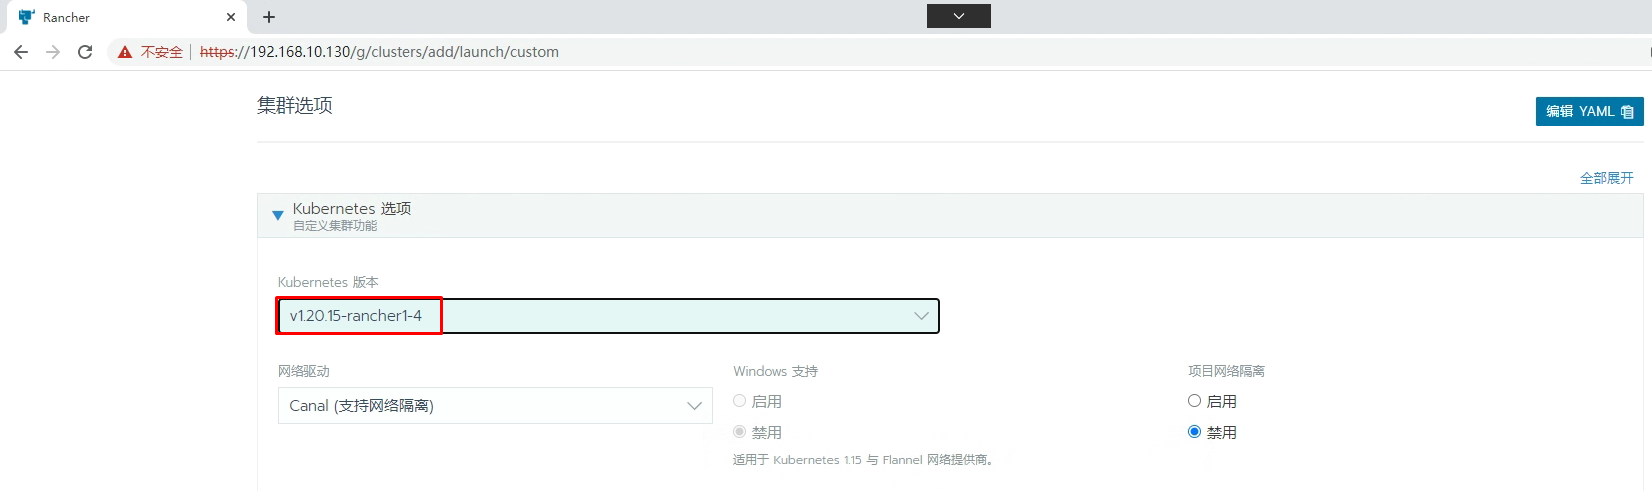 Rancher
不安全 https://192.168.10.130/g/clusters/add/launch/custom
集群选项
编辑 YAML
全部展开
Kubernetes 选项
自定义集群功能
Kubernetes 版本
v1.20.15-rancher1-4
网络驱动
Canal (支持网络隔离)
Windows 支持
启用
禁用
适用于 Kubernetes 1.15 与 Flannel 网络提供商。
项目网络隔离
启用
禁用